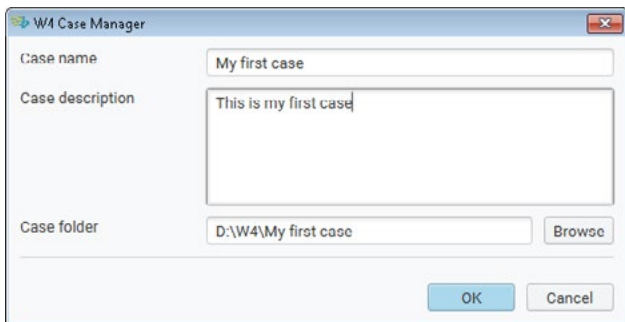 W4 Case Manager
Case name
My first case
Case description
This is my first case
Case folder
D:\W4\My first case
Browse
OK
Cancel